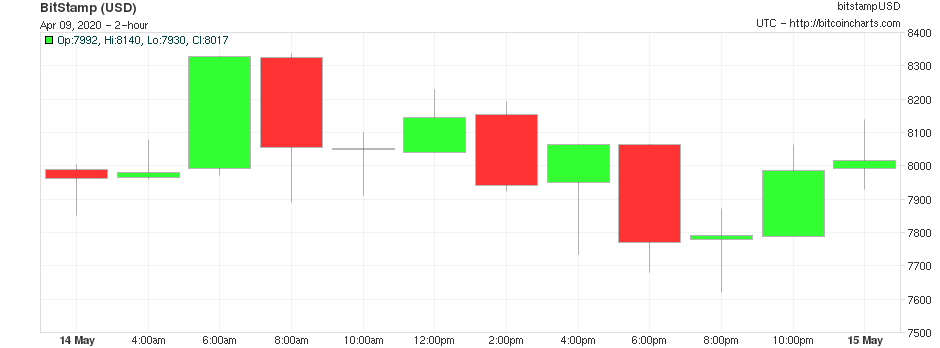 BitStamp (USD)
bitstampUSD
Apr 09, 2020 - 2-hour
UTC - http://bitcoincharts.com
Op:7992, Hi:8140, Lo:7930, Cl:8017
8400
8300
8200
8100
8000
7900
7800
7700
7600
7500
14 May 4:00am 6:00am 8:00am 10:00am 12:00pm 2:00pm 4:00pm 6:00pm 8:00pm 10:00pm 15 May